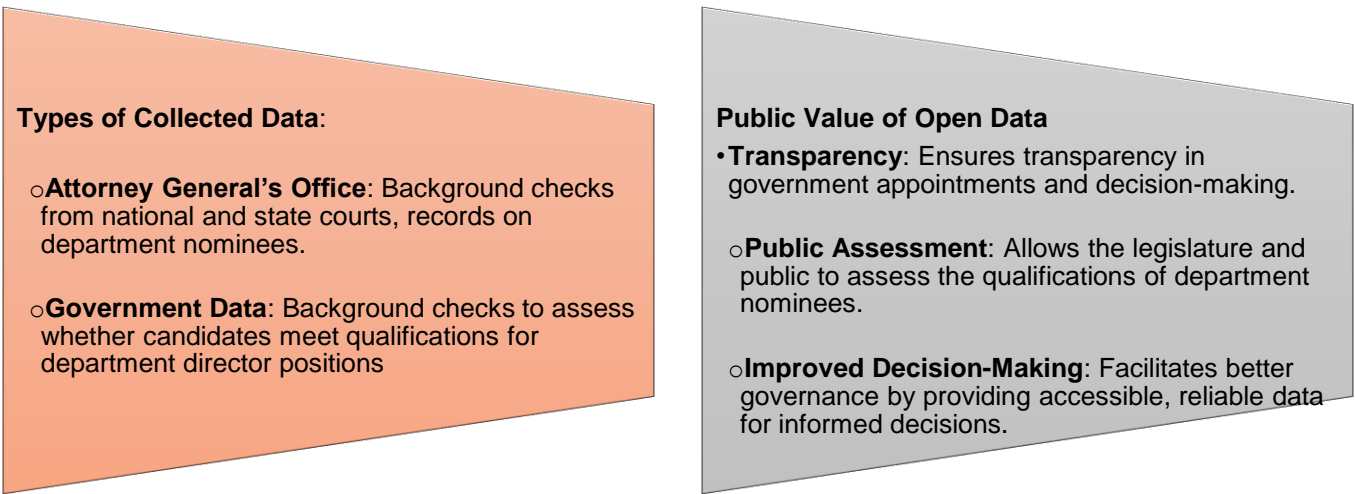 Types of Collected Data:
oAttorney General’s Office: Background checks
from national and state courts, records on
department nominees.
oGovernment Data: Background checks to assess
whether candidates meet qualifications for
department director positions
Public Value of Open Data
•Transparency: Ensures transparency in
government appointments and decision-making.
oPublic Assessment: Allows the legislature and
public to assess the qualifications of department
nominees.
oImproved Decision-Making: Facilitates better
governance by providing accessible, reliable data
for informed decisions.